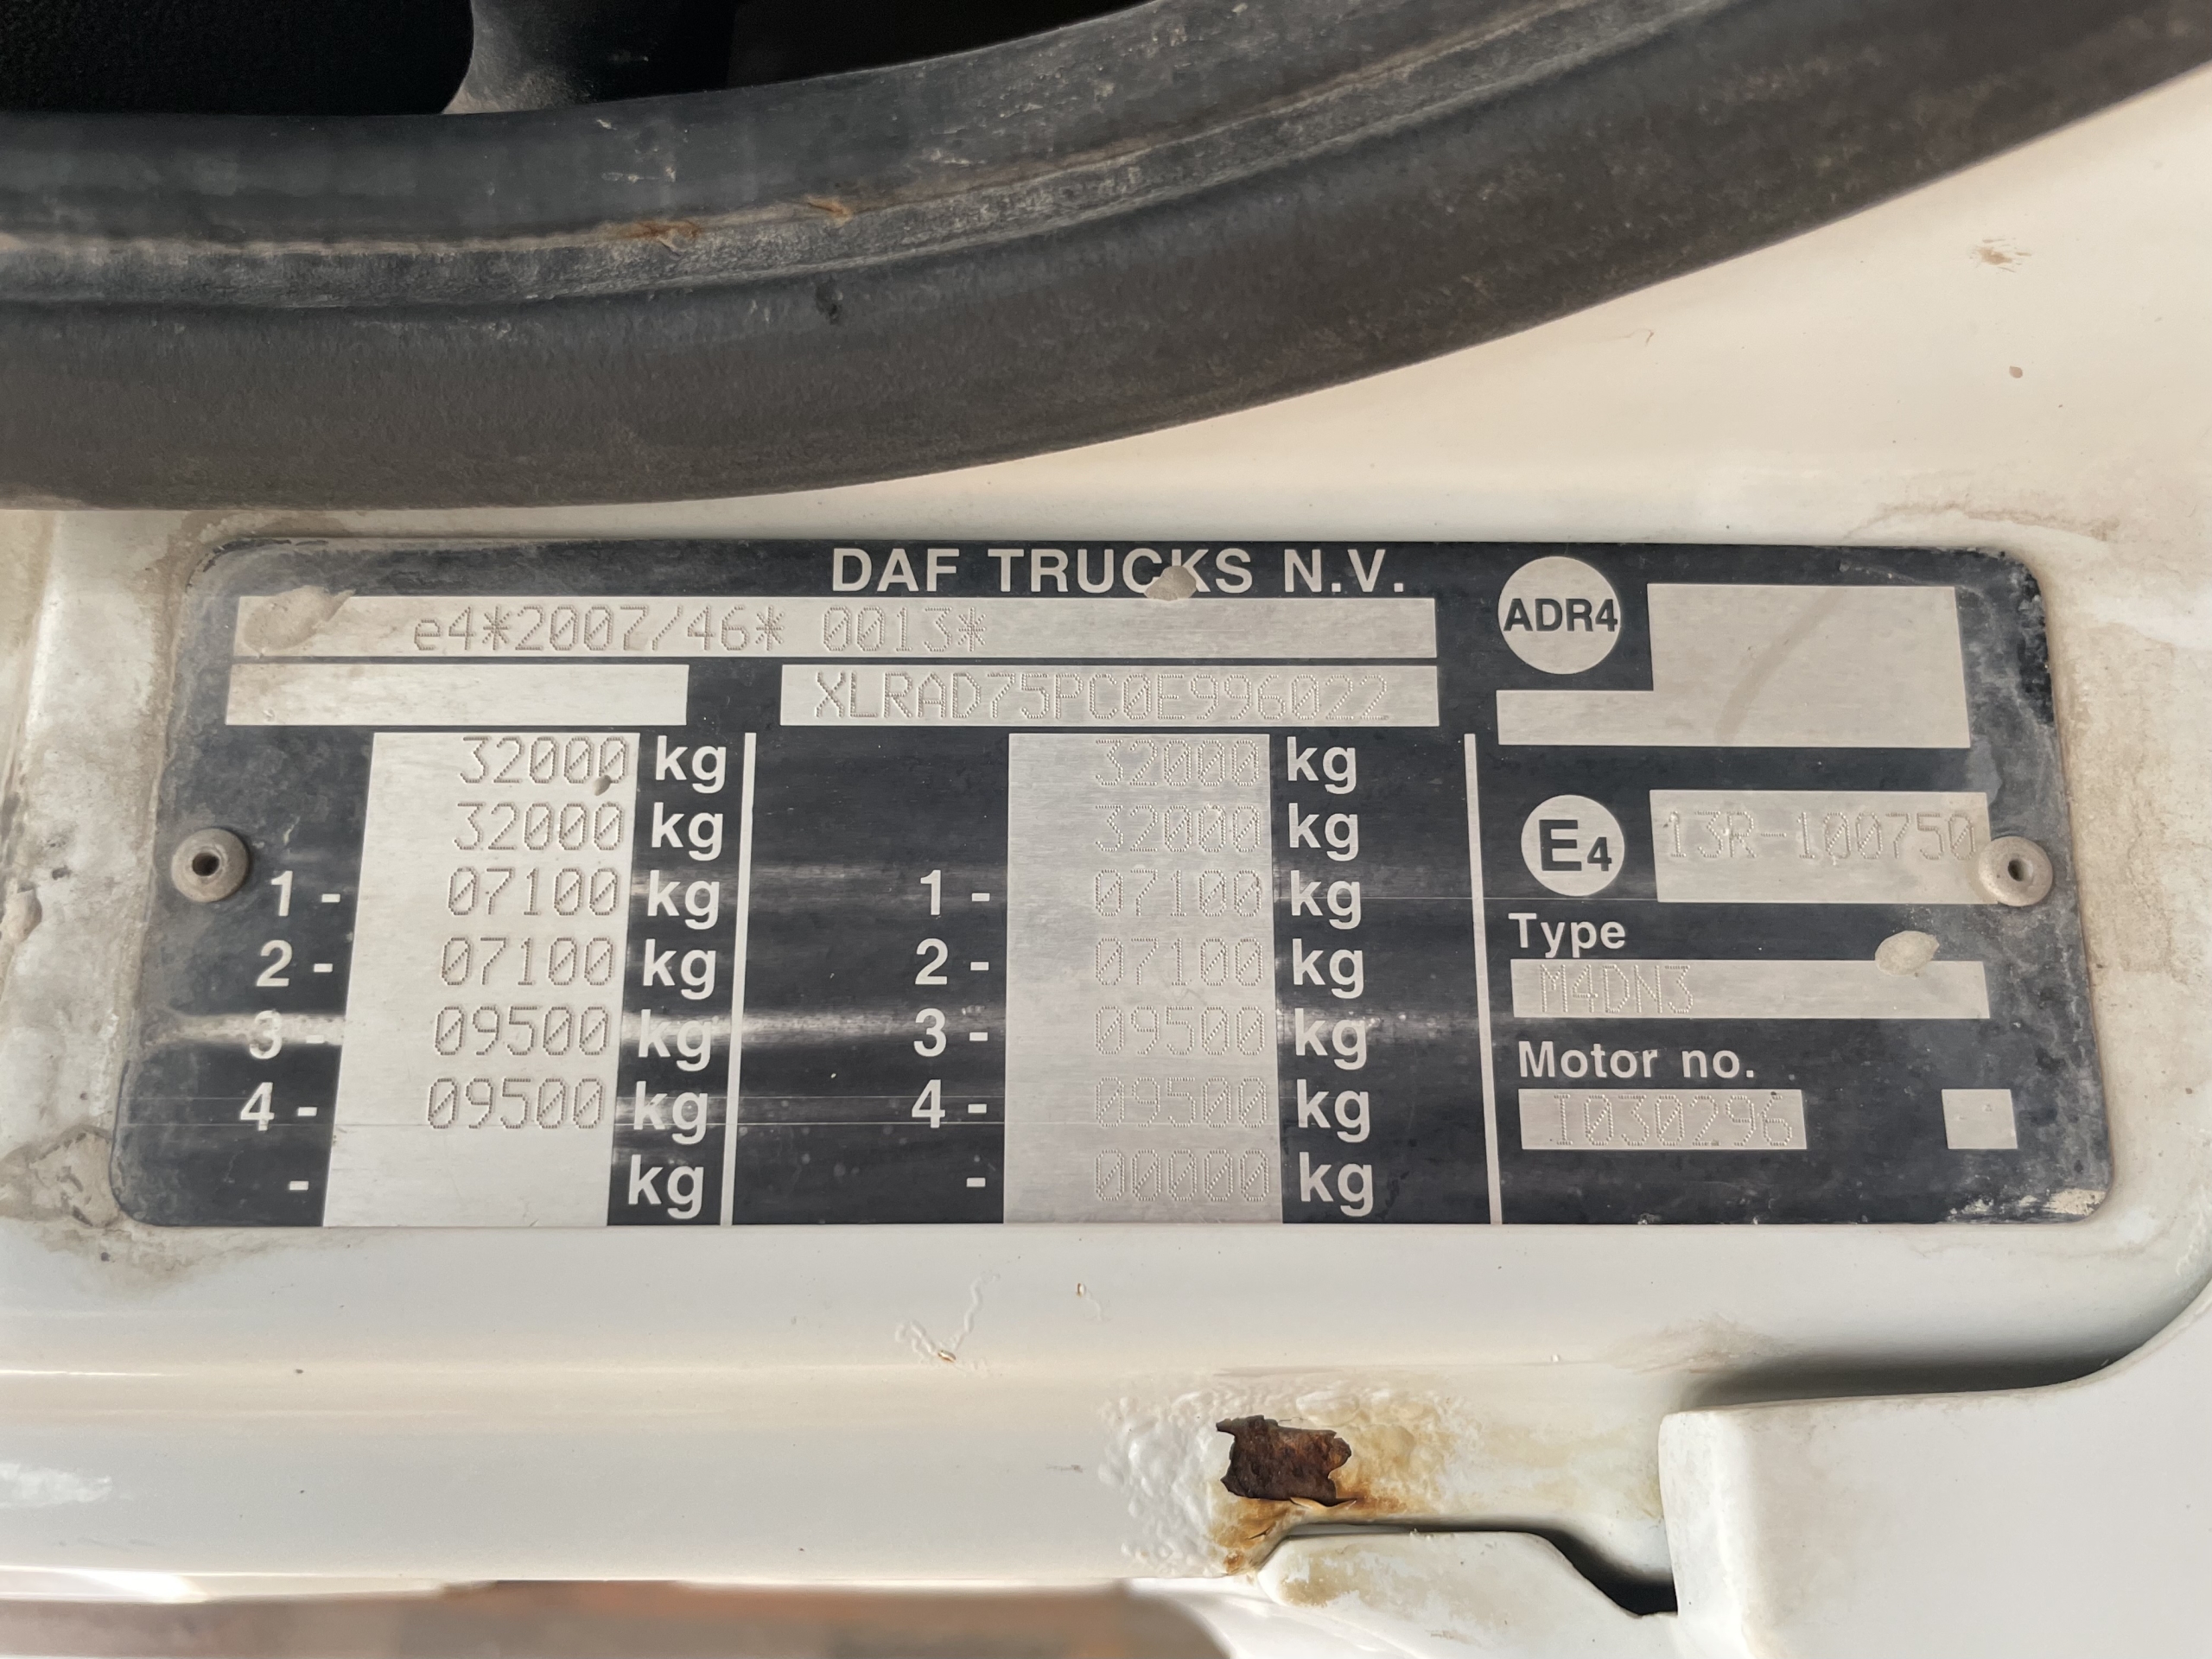 DAF TRUCKS N.V.
e4*2007/46* 0013*
XLRAD75PC0E996022
32000 kg
32000 kg
1 - 07100 kg
2 - 07100 kg
3 - 09500 kg
4 - 09500 kg
- kg
32000 kg
32000 kg
1 - 07100 kg
2 - 07100 kg
3 - 09500 kg
4 - 09500 kg
- 00000 kg
ADR4
E4 13R-100750
Type
M4DN3
Motor no.
I030296